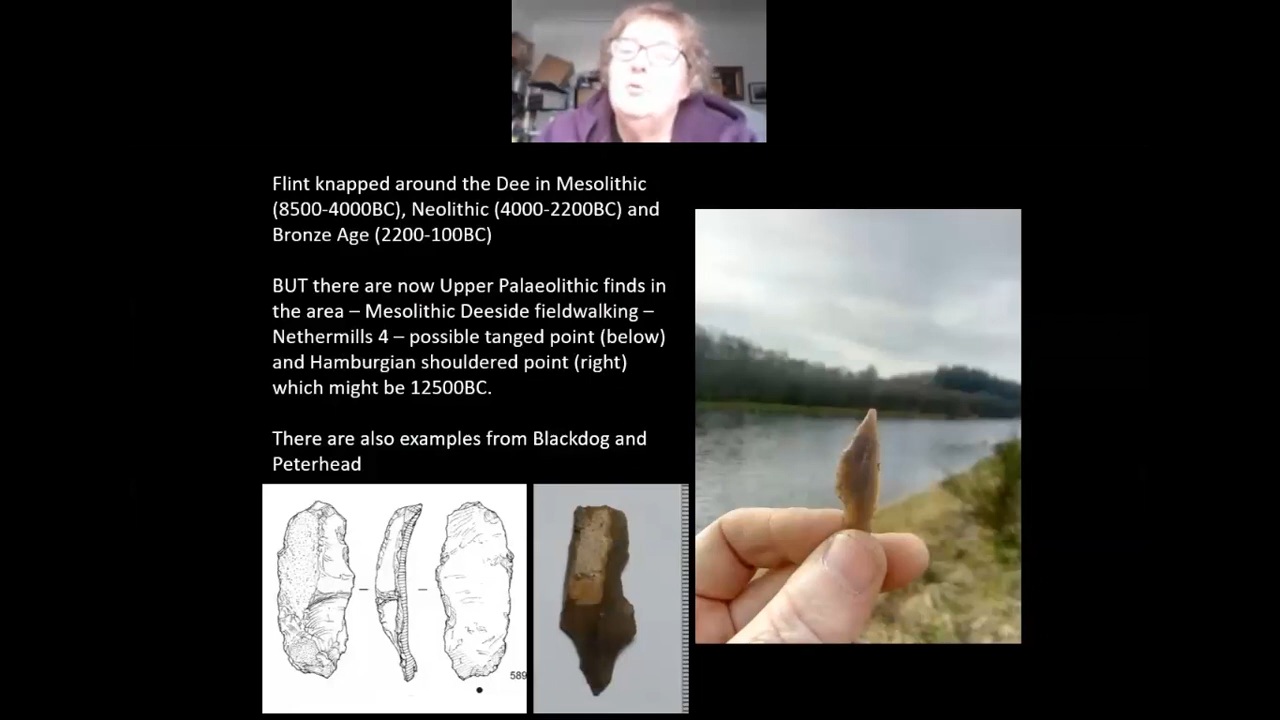 Flint knapped around the Dee in Mesolithic
(8500-4000BC), Neolithic (4000-2200BC) and
Bronze Age (2200-100BC)
BUT there are now Upper Palaeolithic finds in
the area – Mesolithic Deeside fieldwalking –
Nethermills 4 – possible tanged point (below)
and Hamburgian shouldered point (right)
which might be 12500BC.
There are also examples from Blackdog and
Peterhead
589